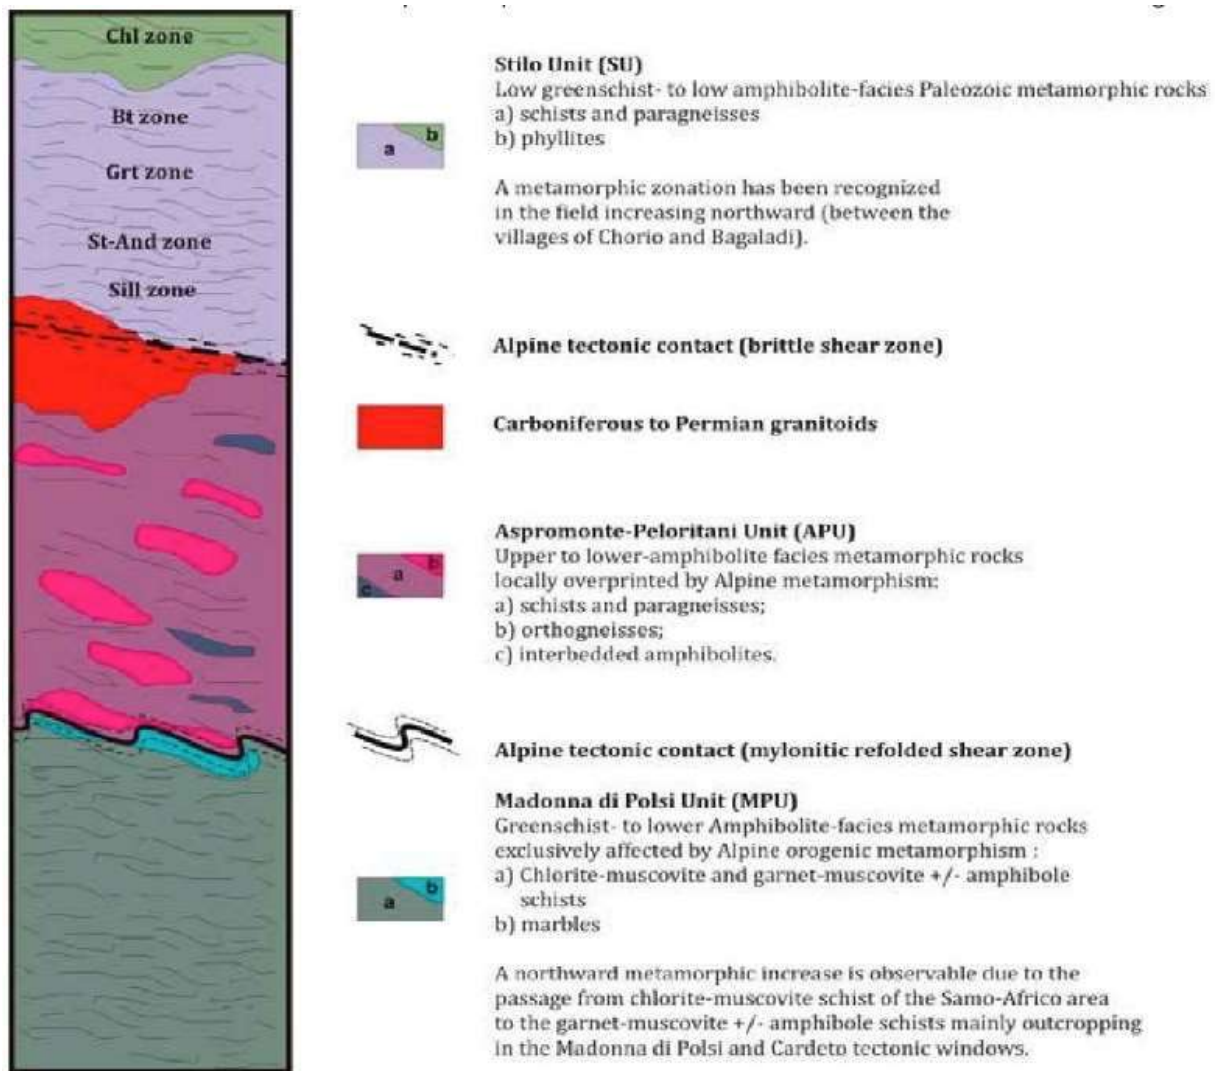 Chl zone
Bt zone
Grt zone
St-And zone
Sill zone
Stilo Unit (SU)
Low greenschist- to low amphibolite-facies Paleozoic metamorphic rocks
a) schists and paragneisses
b) phyllites
a
b
A metamorphic zonation has been recognized
in the field increasing northward (between the
villages of Chorio and Bagaladi).
Alpine tectonic contact (brittle shear zone)
Carboniferous to Permian granitoids
Aspromonte-Peloritani Unit (APU)
Upper to lower-amphibolite facies metamorphic rocks
locally overprinted by Alpine metamorphism:
a) schists and paragneisses;
b) orthogneisses;
c) interbedded amphibolites.
a
b
c
Alpine tectonic contact (mylonitic refolded shear zone)
Madonna di Polsi Unit (MPU)
Greenschist- to lower Amphibolite-facies metamorphic rocks
exclusively affected by Alpine orogenic metamorphism :
a) Chlorite-muscovite and garnet-muscovite +/- amphibole
schists
b) marbles
a
b
A northward metamorphic increase is observable due to the
passage from chlorite-muscovite schist of the Samo-Africo area
to the garnet-muscovite +/- amphibole schists mainly outcropping
in the Madonna di Polsi and Cardeto tectonic windows.